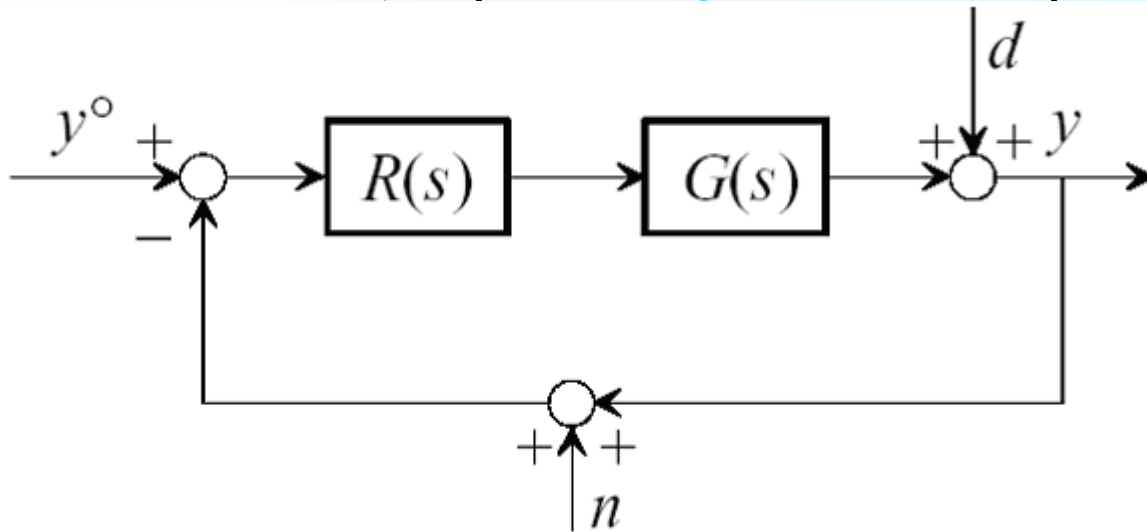 d
y° + + + y
R(s) G(s)
−
+ +
n